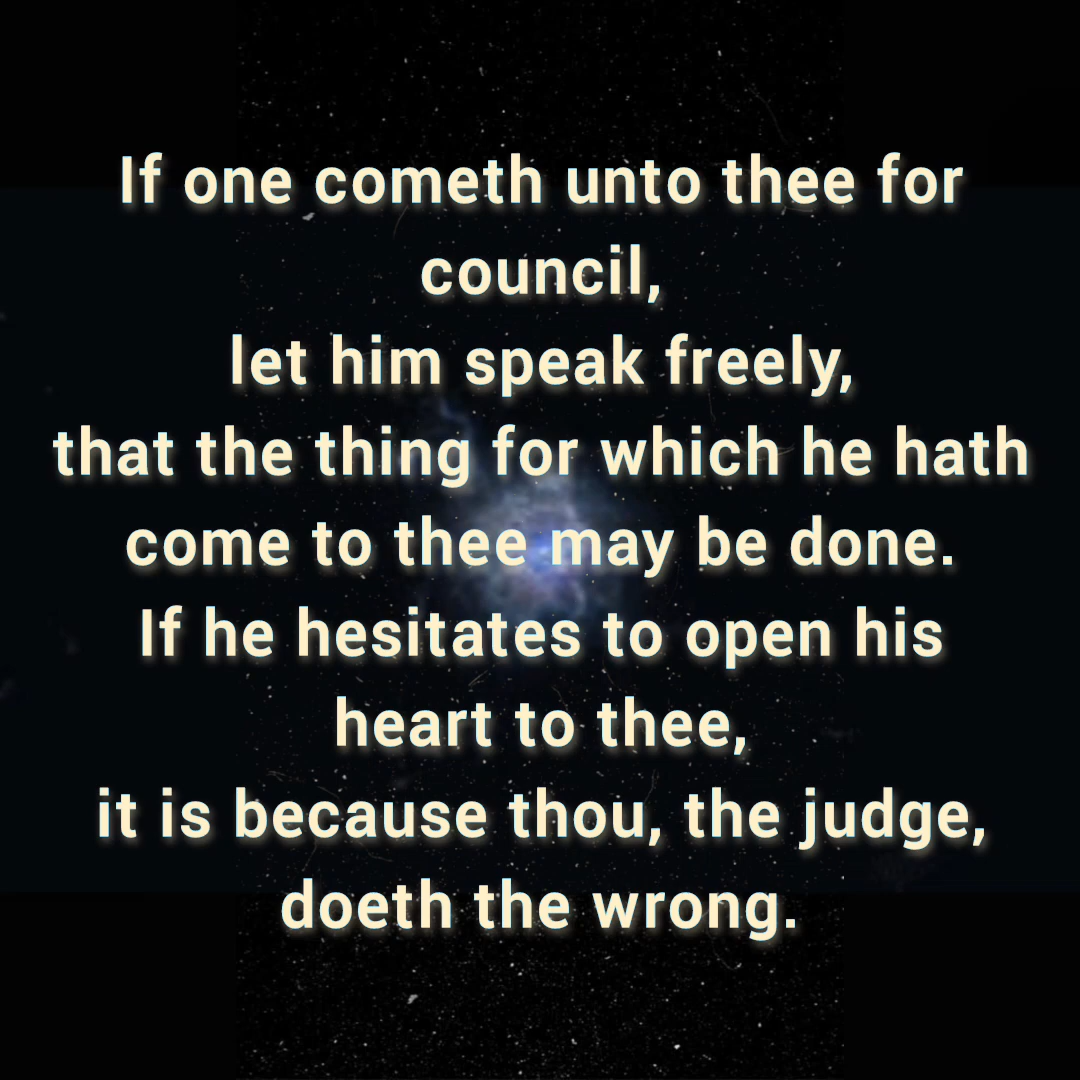 If one cometh unto thee for
council,
let him speak freely,
that the thing for which he hath
come to thee may be done.
If he hesitates to open his
heart to thee,
it is because thou, the judge,
doeth the wrong.